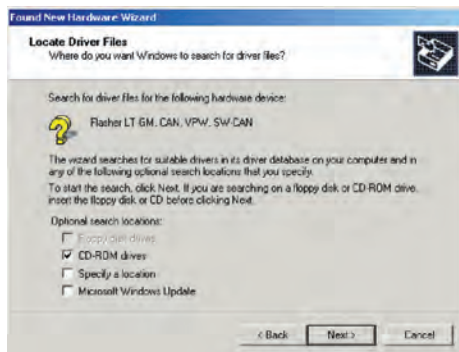 Found New Hardware Wizard
Locate Driver Files
Where do you want Windows to search for driver files?
Search for driver files for the following hardware device:
Flasher LT GM, CAN, VPW, SW-CAN
The wizard searches for suitable drivers in its driver database on your computer and in
any of the following optional search locations that you specify.
To start the search, click Next. If you are searching on a floppy disk or CD-ROM drive,
insert the floppy disk or CD before clicking Next.
Optional search locations:
Floppy disk drives
CD-ROM drives
Specify a location
Microsoft Windows Update
< Back Next > Cancel